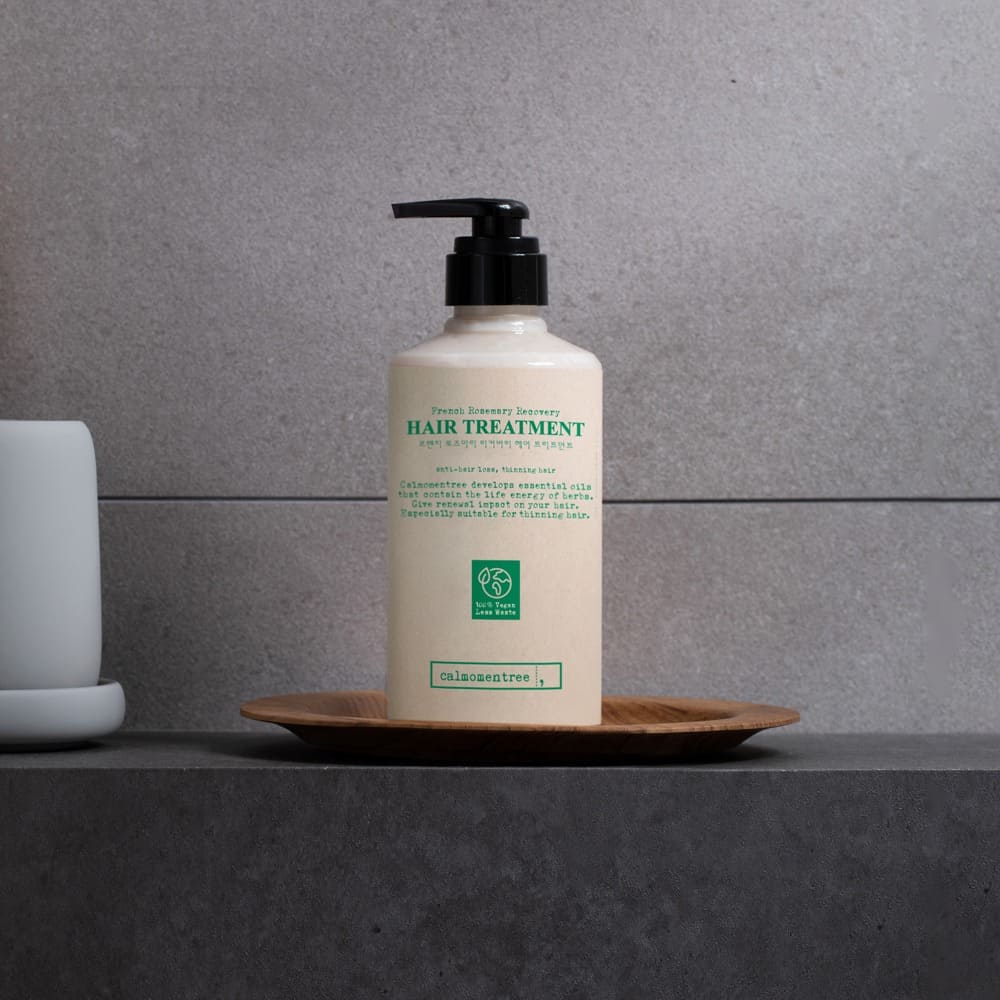 French Rosemary Recovery
HAIR TREATMENT
프렌치 로즈마리 리커버리 헤어 트리트먼트
anti-hair loss, thinning hair
Calmomentree develops essential oils
that contain the life energy of herbs.
Give renewal impact on your hair.
Especially suitable for thinning hair.
100% Vegan
Less Waste
calmomentree ,